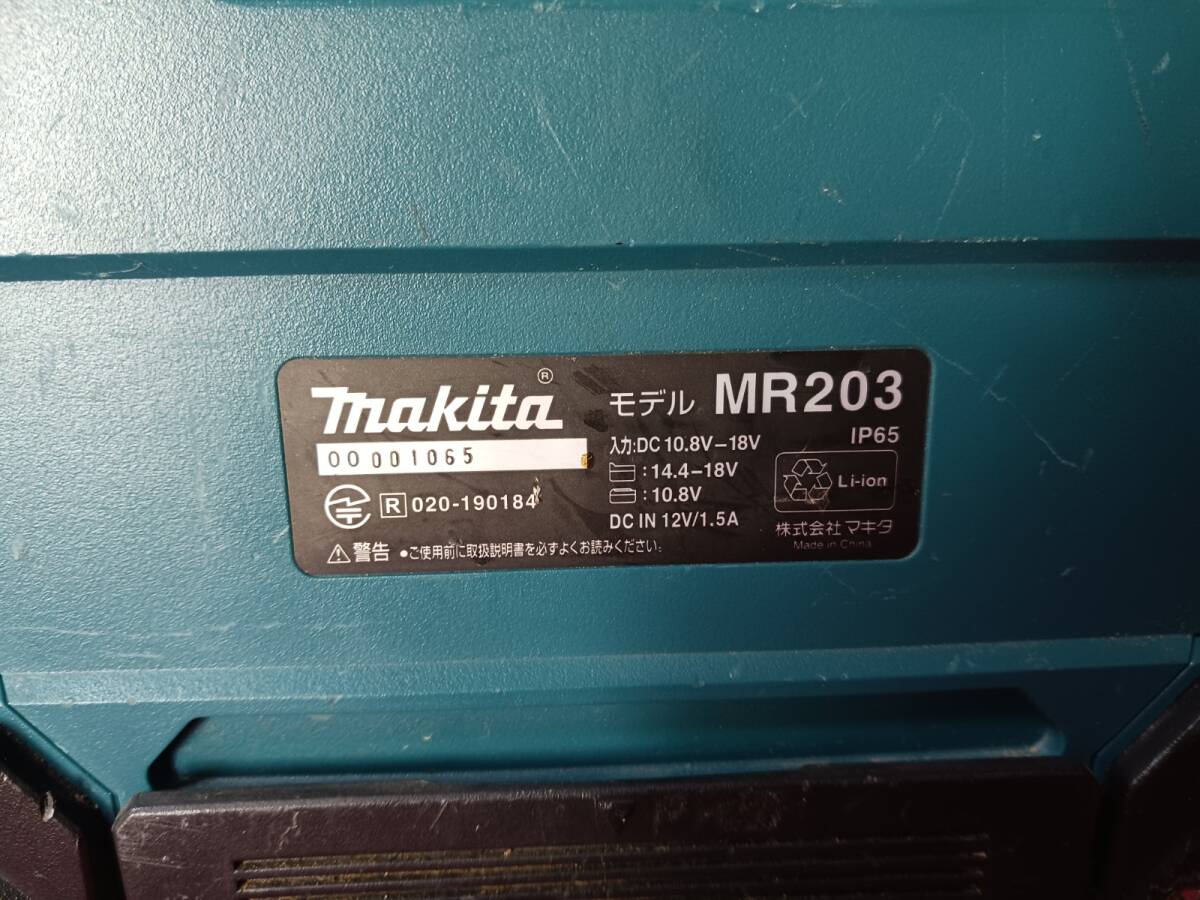 makita®
00 001065
R 020-190184
⚠警告 ●ご使用前に取扱説明書を必ずよくお読みください。
モデル MR203
IP65
入力:DC 10.8V-18V
: 14.4-18V
: 10.8V
DC IN 12V/1.5A
Li-ion
株式会社 マキタ
Made in China